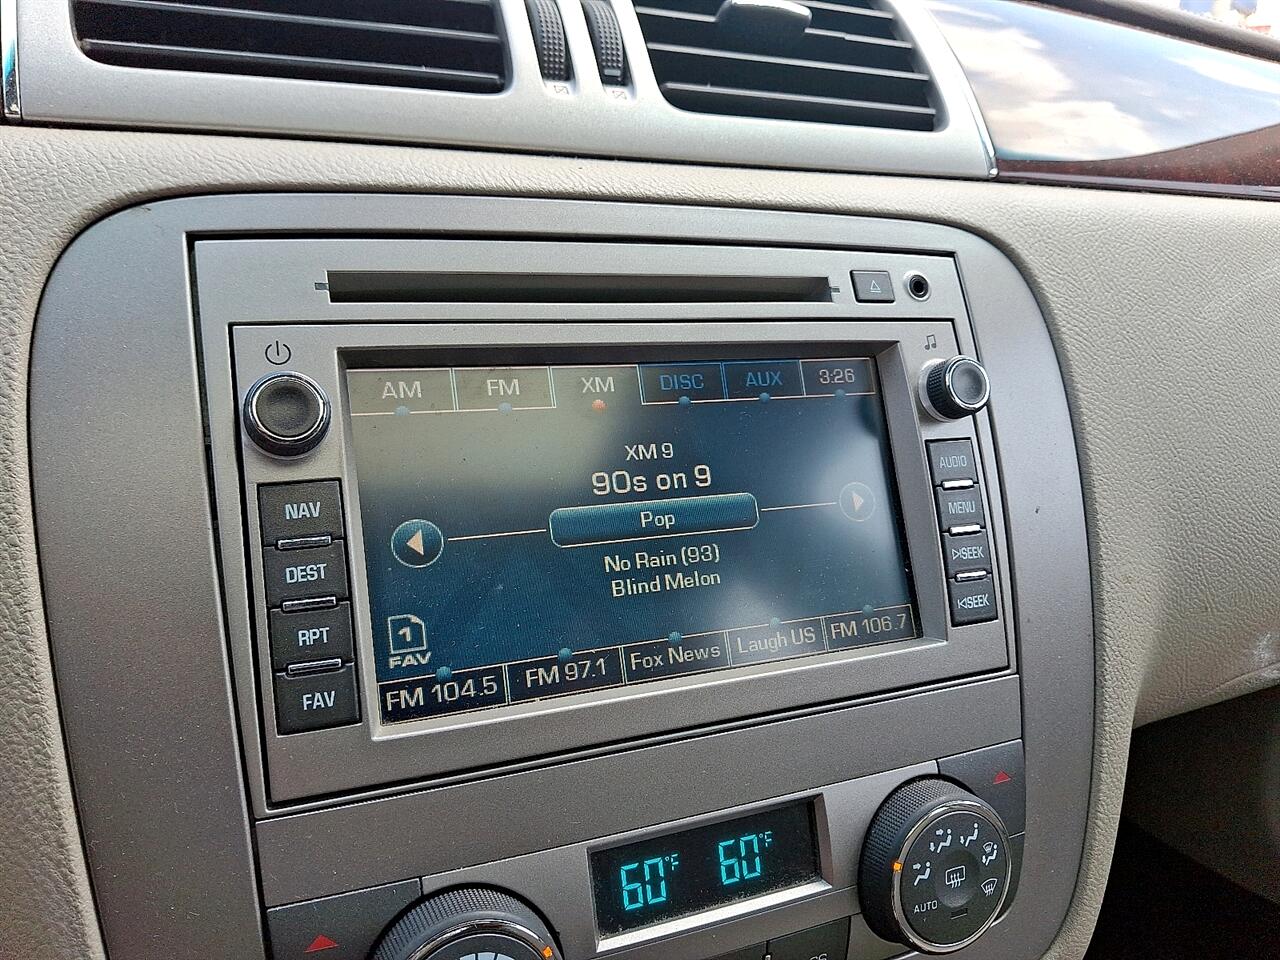 AM FM XM DISC AUX 3:26
XM 9
90s on 9
Pop
No Rain (93)
Blind Melon
1
FAV
FM 104.5 FM 97.1 Fox News Laugh US FM 106.7
NAV
DEST
RPT
FAV
AUDIO
MENU
SEEK
SEEK
60°F 60°F
AUTO